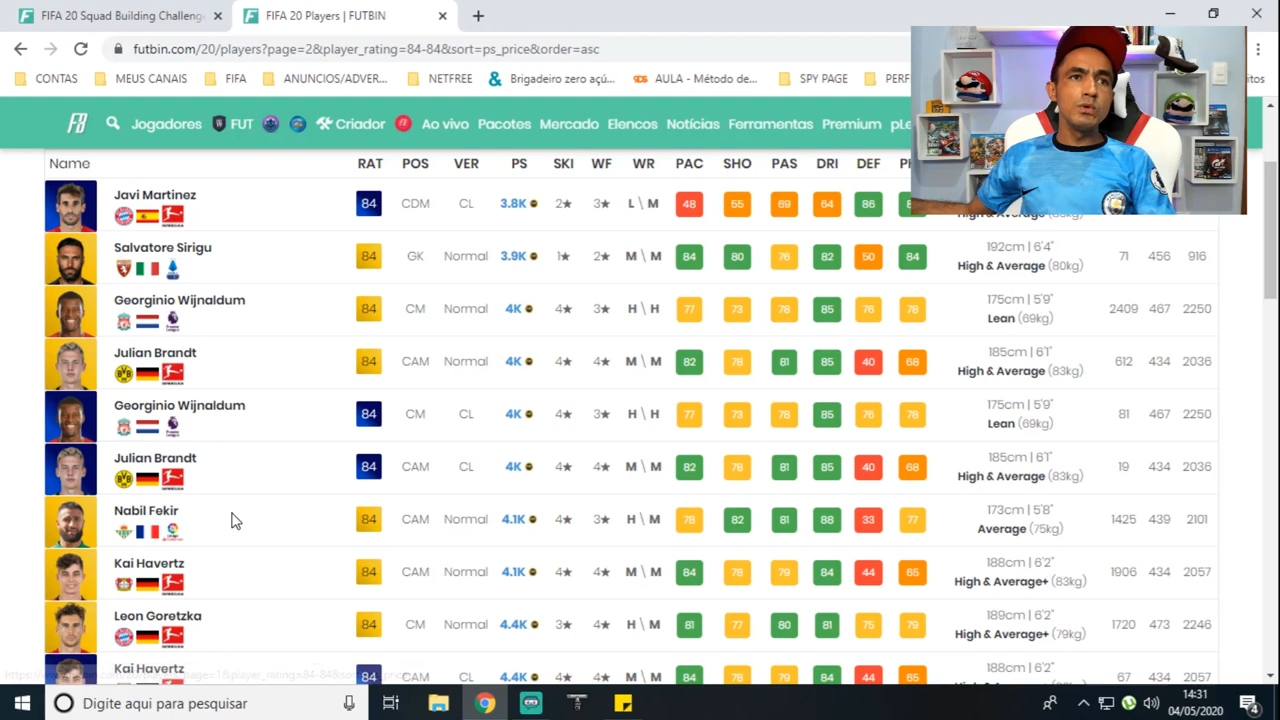 FIFA 20 Squad Building Challenge
FIFA 20 Players | FUTBIN
futbin.com/20/players?page=2&player_rating=84-84&sort=ps_price&order=asc
CONTAS MEUS CANAIS FIFA ANUNCIOS/ADVER... NETFREE Brigadeiro zero açú... AULA - Método de... SPY PAGE
Jogadores FUT Criador Ao vivo Pacotes Mercado Elencos Notícias Ferramentas Premium
Name RAT POS VER SKI WF WR PAC SHO PAS DRI DEF
Javi Martinez 84 CDM CL 3.8K 2★ 3★ L \ M 48 55 69 64 86
Salvatore Sirigu 84 GK Normal 3.9K 1★ 2★ M \ M 84 80 76 82 50 84 192cm | 6'4" 71 456 916
High & Average (80kg)
Georginio Wijnaldum 84 CM Normal 4K 4★ 3★ H \ H 77 73 78 85 76 78 175cm | 5'9" 2409 467 2250
Lean (69kg)
Julian Brandt 84 CAM Normal 4K 4★ 4★ M \ M 82 78 81 85 40 68 185cm | 6'1" 612 434 2036
High & Average (83kg)
Georginio Wijnaldum 84 CM CL 4K 4★ 3★ H \ H 77 73 78 85 76 78 175cm | 5'9" 81 467 2250
Lean (69kg)
Julian Brandt 84 CAM CL 4K 4★ 4★ M \ M 82 78 81 85 40 68 185cm | 6'1" 19 434 2036
High & Average (83kg)
Nabil Fekir 84 CAM Normal 4.1K 4★ 3★ H \ M 78 82 81 88 33 77 173cm | 5'8" 1425 439 2101
Average (75kg)
Kai Havertz 84 CAM Normal 4.1K 4★ 4★ M \ M 84 78 79 84 44 65 188cm | 6'2" 1906 434 2057
High & Average+ (83kg)
Leon Goretzka 84 CM Normal 4.4K 3★ 4★ H \ M 81 77 80 81 75 79 189cm | 6'2" 1720 473 2246
High & Average+ (79kg)
Kai Havertz 84 CAM CL 4.4K 4★ 4★ M \ M 84 78 79 84 44 65 188cm | 6'2" 67 434 2057
Digite aqui para pesquisar
14:31
04/05/2020
4